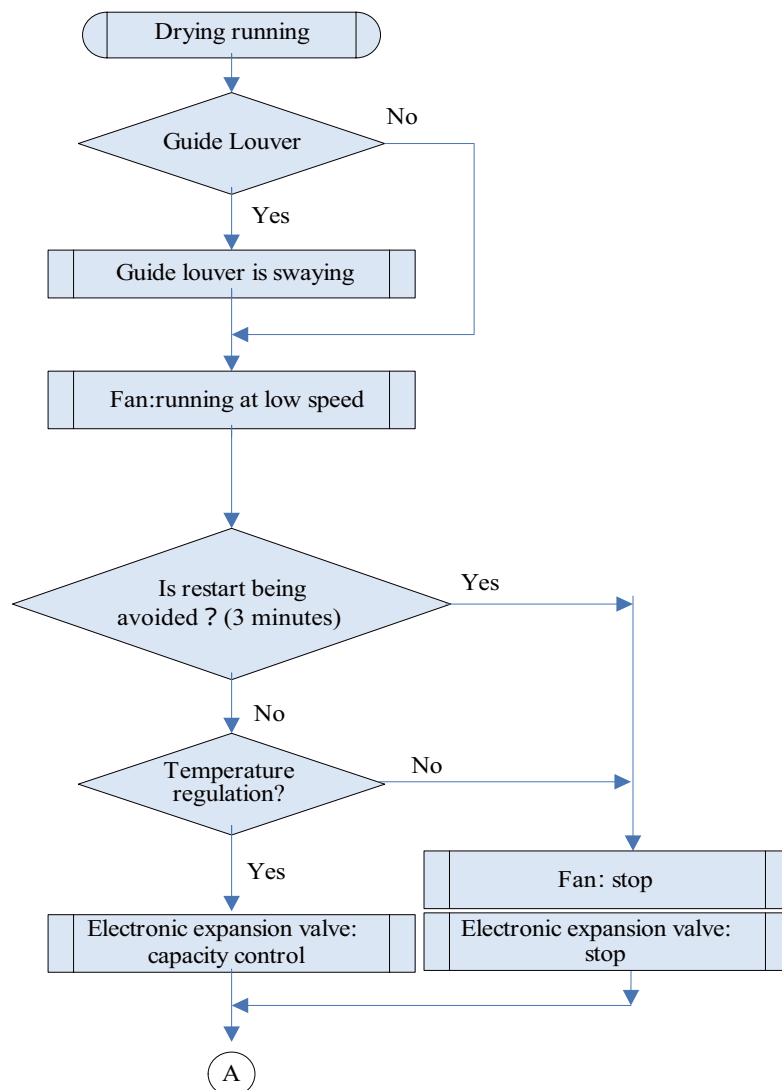 Drying running
Guide Louver
No
Yes
Guide louver is swaying
Fan:running at low speed
Is restart being
avoided？(3 minutes)
Yes
No
Temperature
regulation?
No
Yes
Fan: stop
Electronic expansion valve:
capacity control
Electronic expansion valve:
stop
A